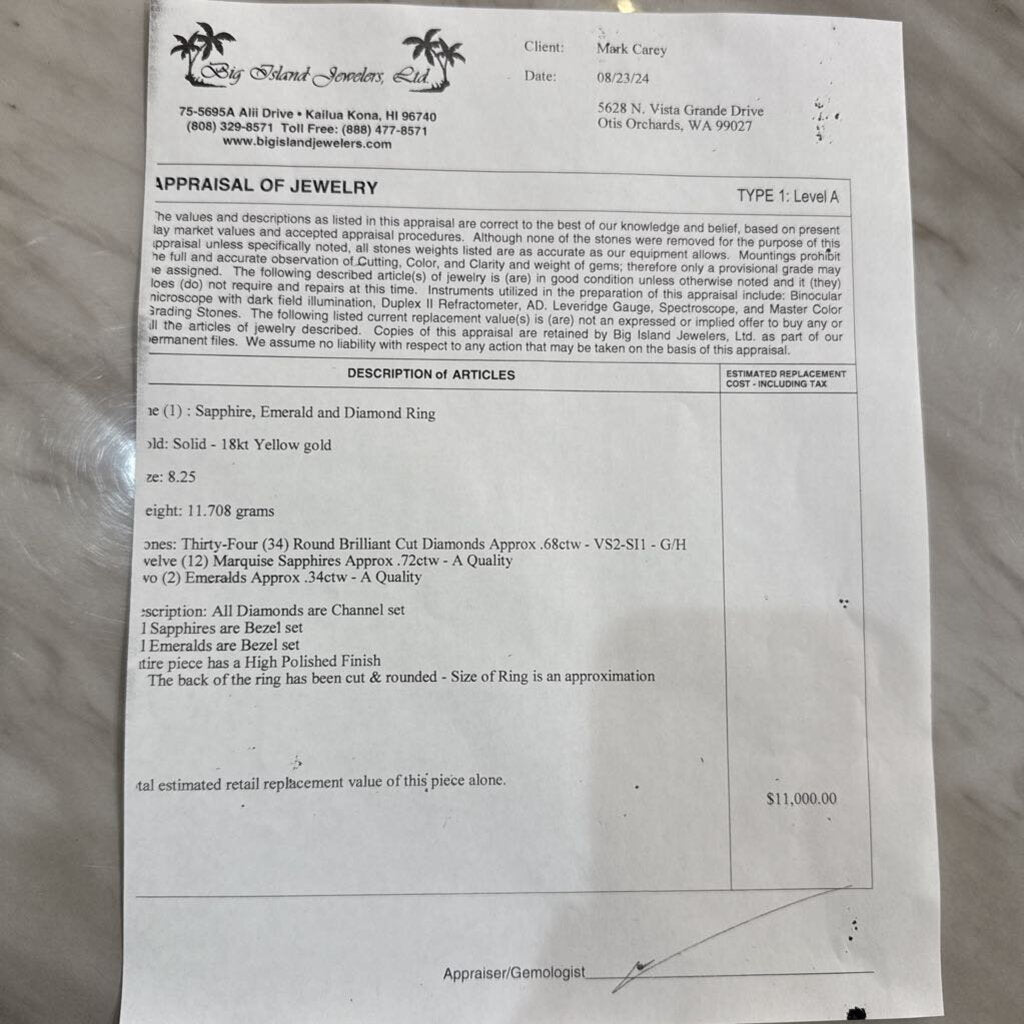 Big Island Jewelers, Ltd.
75-5695A Alii Drive • Kailua Kona, HI 96740
(808) 329-8571 Toll Free: (888) 477-8571
www.bigislandjewelers.com
Client: Mark Carey
Date: 08/23/24
5628 N. Vista Grande Drive
Otis Orchards, WA 99027
APPRAISAL OF JEWELRY
TYPE 1: Level A
The values and descriptions as listed in this appraisal are correct to the best of our knowledge and belief, based on present
lay market values and accepted appraisal procedures. Although none of the stones were removed for the purpose of this
appraisal unless specifically noted, all stones weights listed are as accurate as our equipment allows. Mountings prohibit
he full and accurate observation of Cutting, Color, and Clarity and weight of gems; therefore only a provisional grade may
be assigned. The following described article(s) of jewelry is (are) in good condition unless otherwise noted and it (they)
loes (do) not require and repairs at this time. Instruments utilized in the preparation of this appraisal include: Binocular
microscope with dark field illumination, Duplex II Refractometer, AD. Leveridge Gauge, Spectroscope, and Master Color
Grading Stones. The following listed current replacement value(s) is (are) not an expressed or implied offer to buy any or
ll the articles of jewelry described. Copies of this appraisal are retained by Big Island Jewelers, Ltd. as part of our
ermanent files. We assume no liability with respect to any action that may be taken on the basis of this appraisal.
DESCRIPTION of ARTICLES
ESTIMATED REPLACEMENT
COST - INCLUDING TAX
ne (1) : Sapphire, Emerald and Diamond Ring
old: Solid - 18kt Yellow gold
ze: 8.25
eight: 11.708 grams
ones: Thirty-Four (34) Round Brilliant Cut Diamonds Approx .68ctw - VS2-SI1 - G/H
velve (12) Marquise Sapphires Approx .72ctw - A Quality
vo (2) Emeralds Approx .34ctw - A Quality
escription: All Diamonds are Channel set
l Sapphires are Bezel set
l Emeralds are Bezel set
tire piece has a High Polished Finish
The back of the ring has been cut & rounded - Size of Ring is an approximation
tal estimated retail replacement value of this piece alone.
$11,000.00
Appraiser/Gemologist